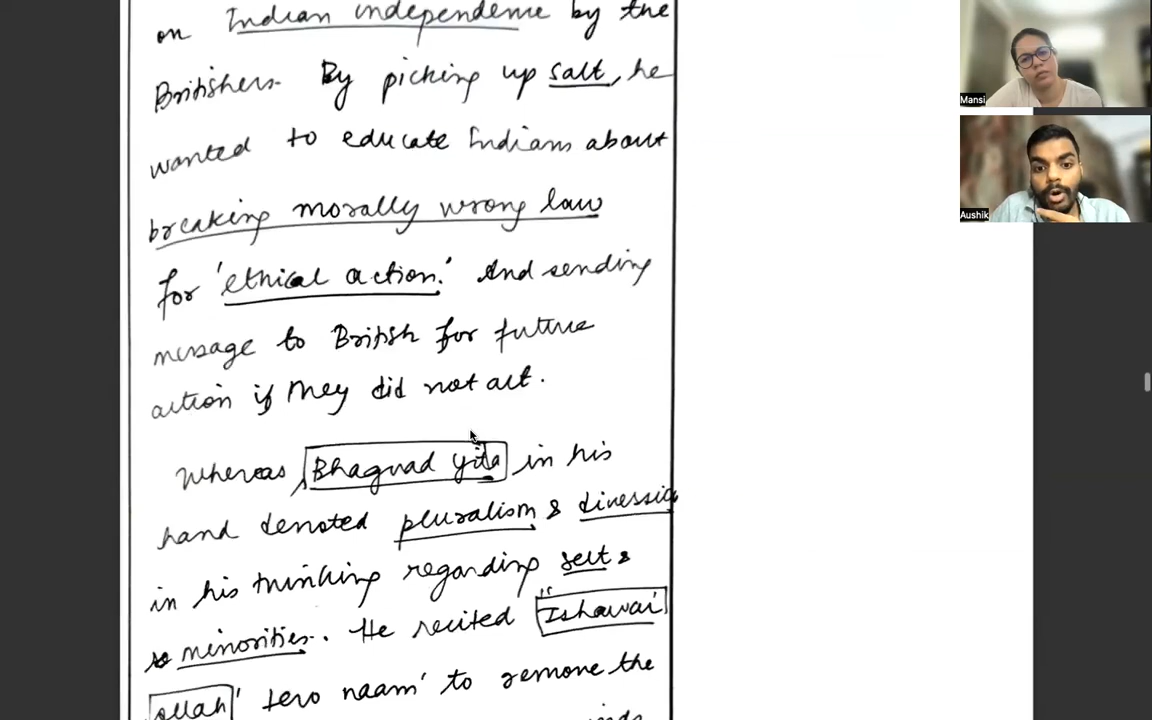 on Indian independence by the
Britishers. By picking up salt, he
wanted to educate Indians about
breaking morally wrong law
for 'ethical action.' And sending
message to British for future
action if they did not act.
Whereas, Bhagvad Gita in his
hand denoted pluralism &
in his thinking regarding &
minorities. He recited "Ishawar
ollah' tero naam' to remove the
Mansi
Aushik